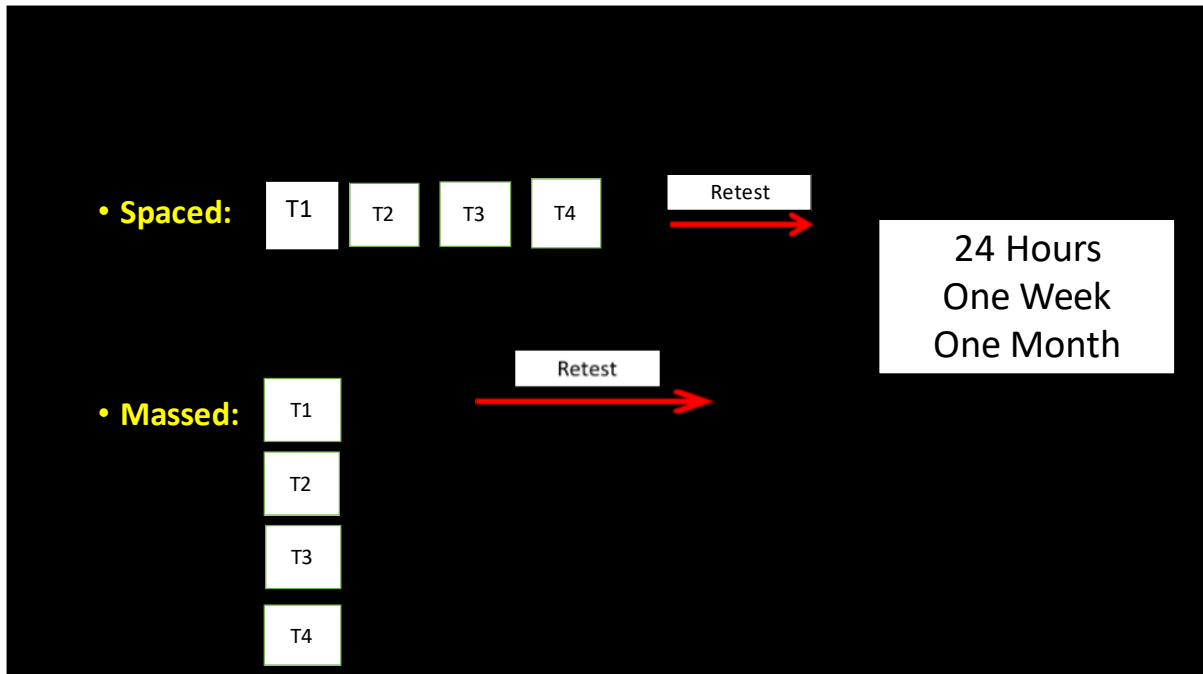 • Spaced:
T1
T2
T3
T4
Retest
24 Hours
One Week
One Month
• Massed:
Retest
T1
T2
T3
T4